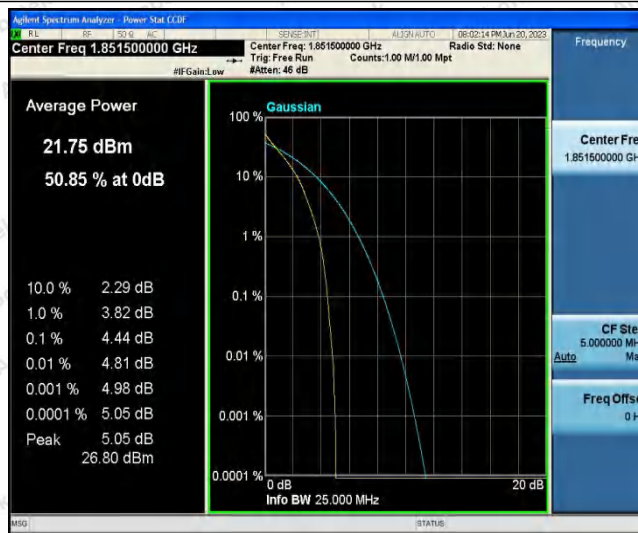 Agilent Spectrum Analyzer - Power Stat CCDF
RL RF 50 Ω AC SENSE:INT ALIGN AUTO 08:02:14 PM Jun 20, 2023
Center Freq 1.851500000 GHz
Center Freq: 1.851500000 GHz Radio Std: None
Trig: Free Run Counts:1.00 M/1.00 Mpt
#IFGain:Low #Atten: 46 dB
Frequency
Average Power
21.75 dBm
50.85 % at 0dB
10.0 % 2.29 dB
1.0 % 3.82 dB
0.1 % 4.44 dB
0.01 % 4.81 dB
0.001 % 4.98 dB
0.0001 % 5.05 dB
Peak 5.05 dB
26.80 dBm
Gaussian
100 %
10 %
1 %
0.1 %
0.01 %
0.001 %
0.0001 %
0 dB 20 dB
Info BW 25.000 MHz
Center Fre
1.851500000 GH
CF Ste
5.000000 MH
Auto Ma
Freq Offs
0 H
MSG STATUS